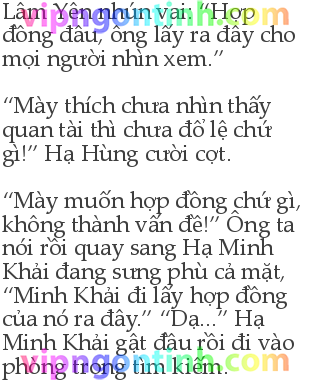 Lâm Yên nhún vai: “Hợp
đồng đâu, ông lấy ra đây cho
mọi người nhìn xem.”
“Mày thích chưa nhìn thấy
quan tài thì chưa đổ lệ chứ
gì!” Hạ Hùng cười cợt.
“Mày muốn hợp đồng chứ gì,
không thành vấn đề!” Ông ta
nói rồi quay sang Hạ Minh
Khải đang sưng phù cả mặt,
“Minh Khải đi lấy hợp đồng
của nó ra đây.” “Dạ...” Hạ
Minh Khải gật đầu rồi đi vào
phòng trong tìm kiếm.
vipngontinh.com
vipngontinh.com